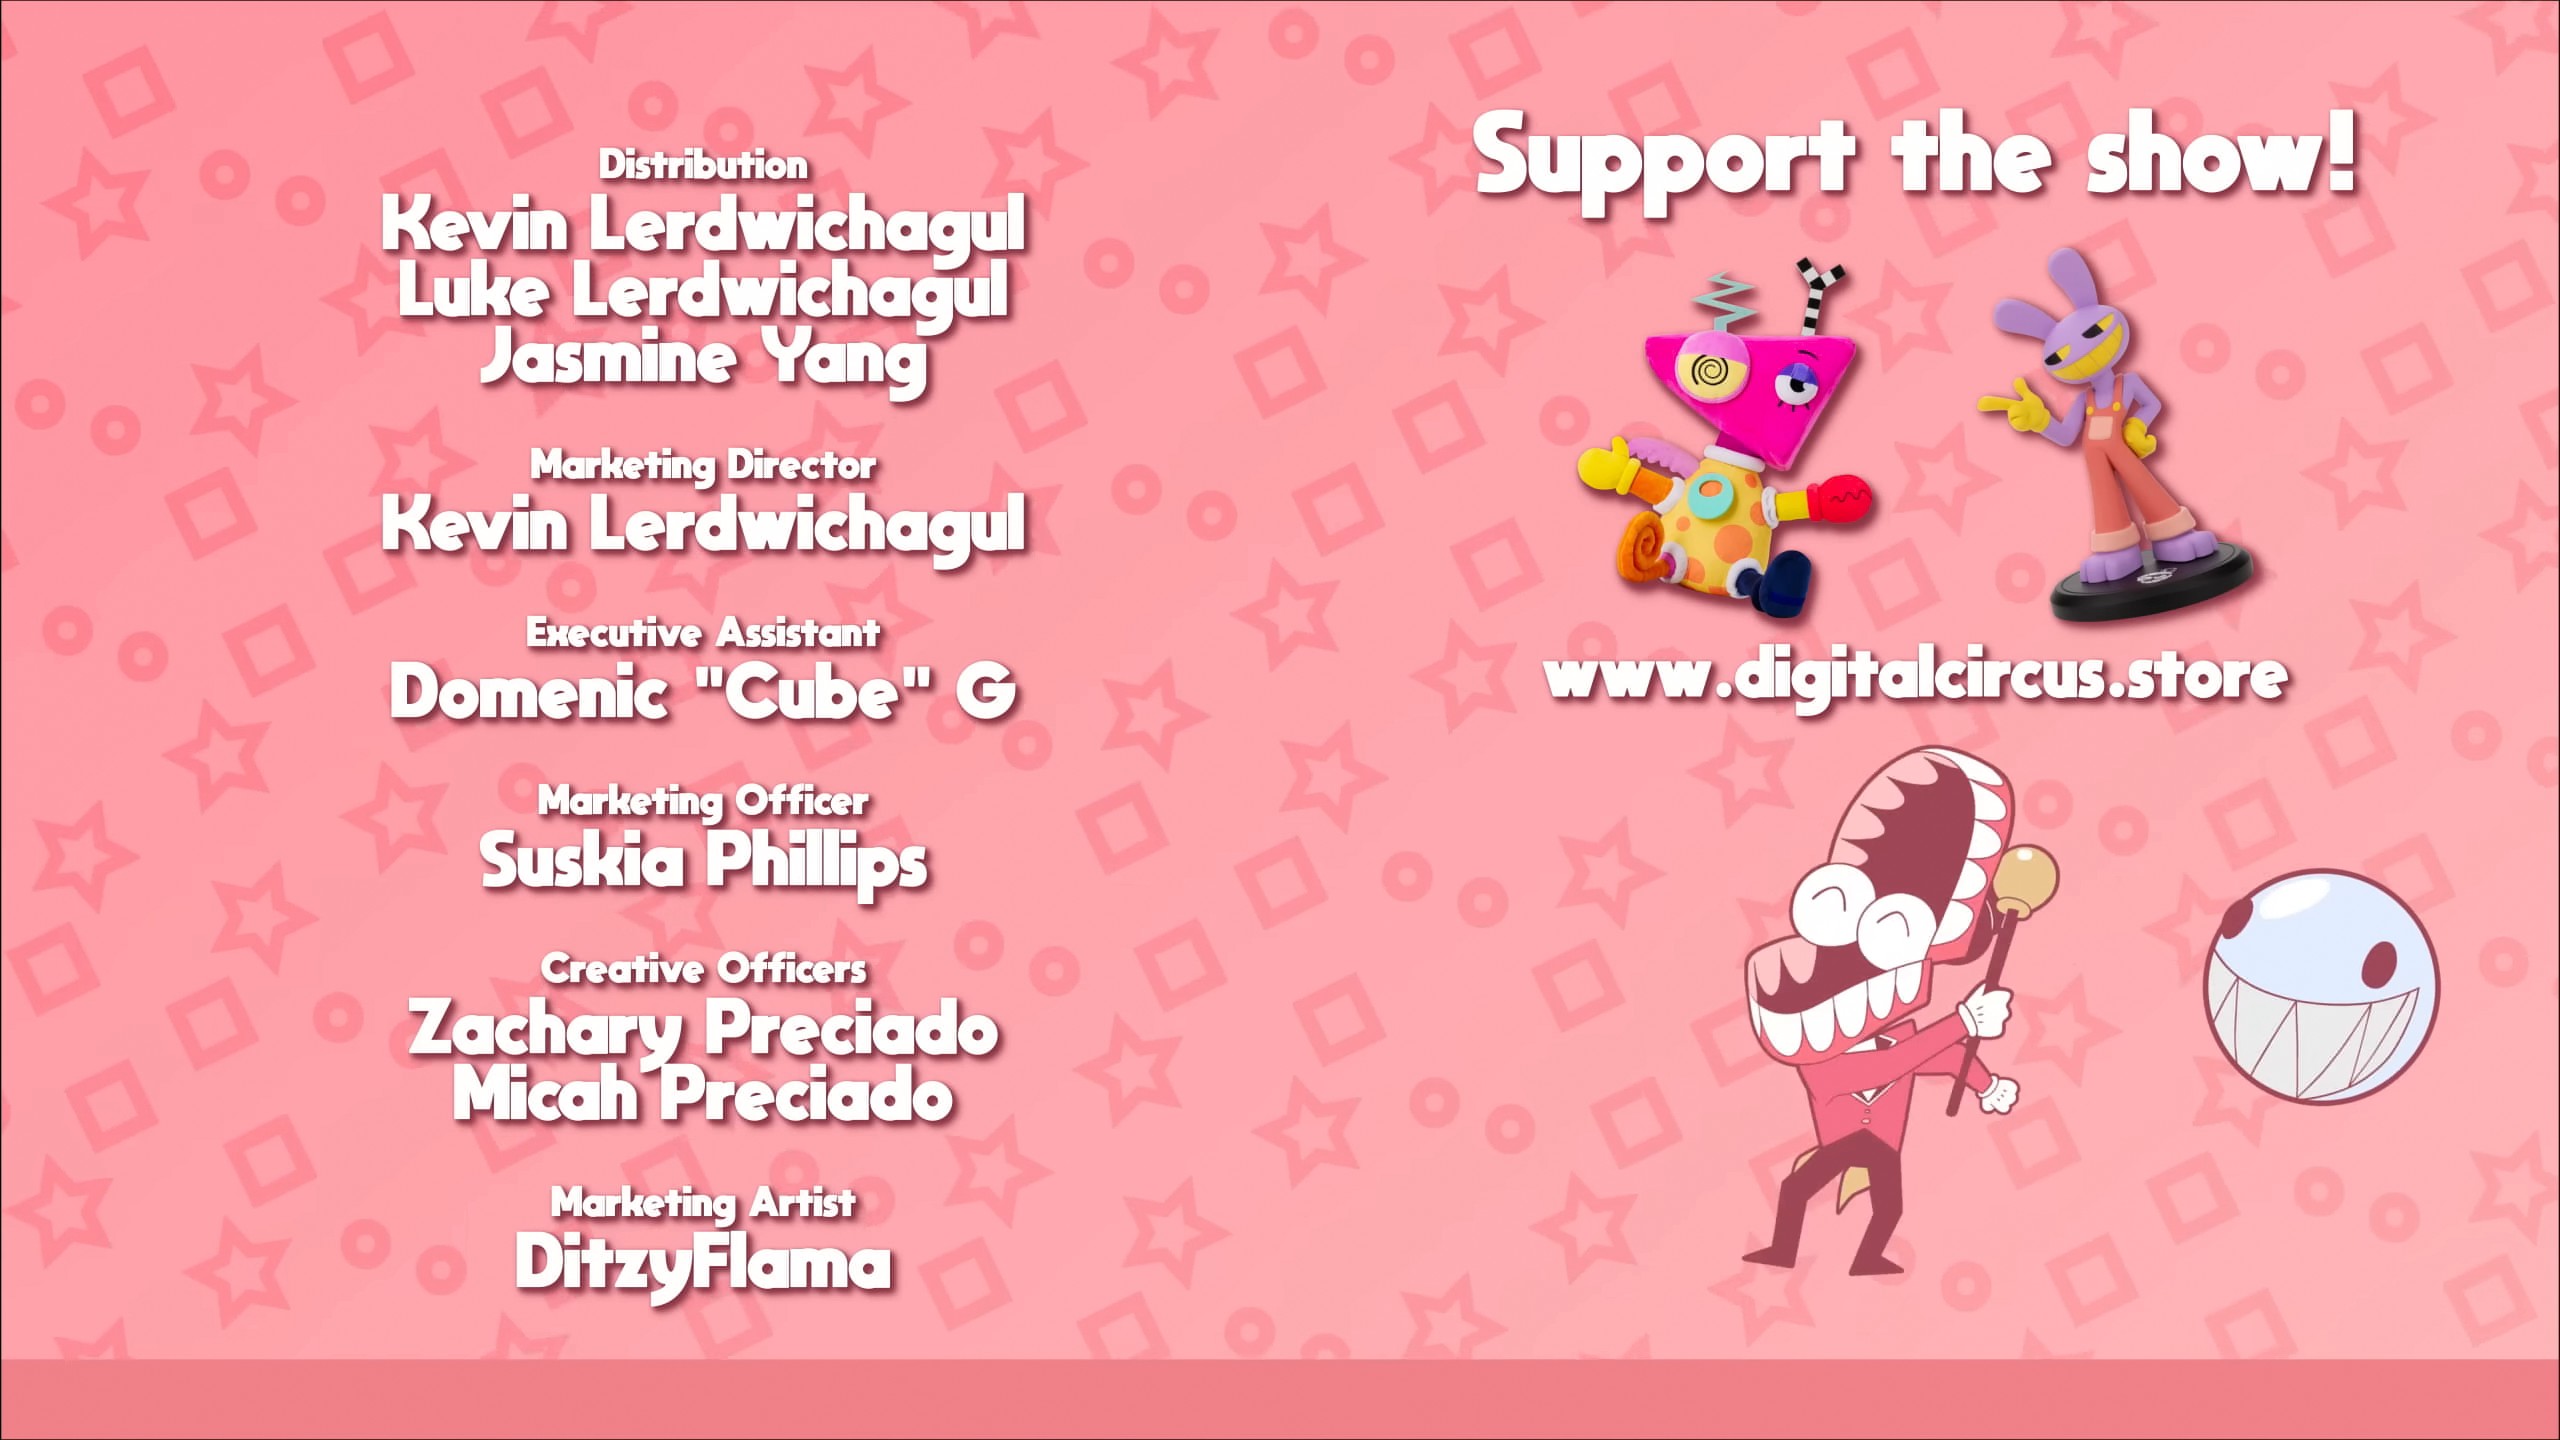 Distribution
Kevin Lerdwichagul
Luke Lerdwichagul
Jasmine Yang
Marketing Director
Kevin Lerdwichagul
Executive Assistant
Domenic "Cube" G
Marketing Officer
Suskia Phillips
Creative Officers
Zachary Preciado
Micah Preciado
Marketing Artist
DitzyFlama
Support the show!
www.digitalcircus.store